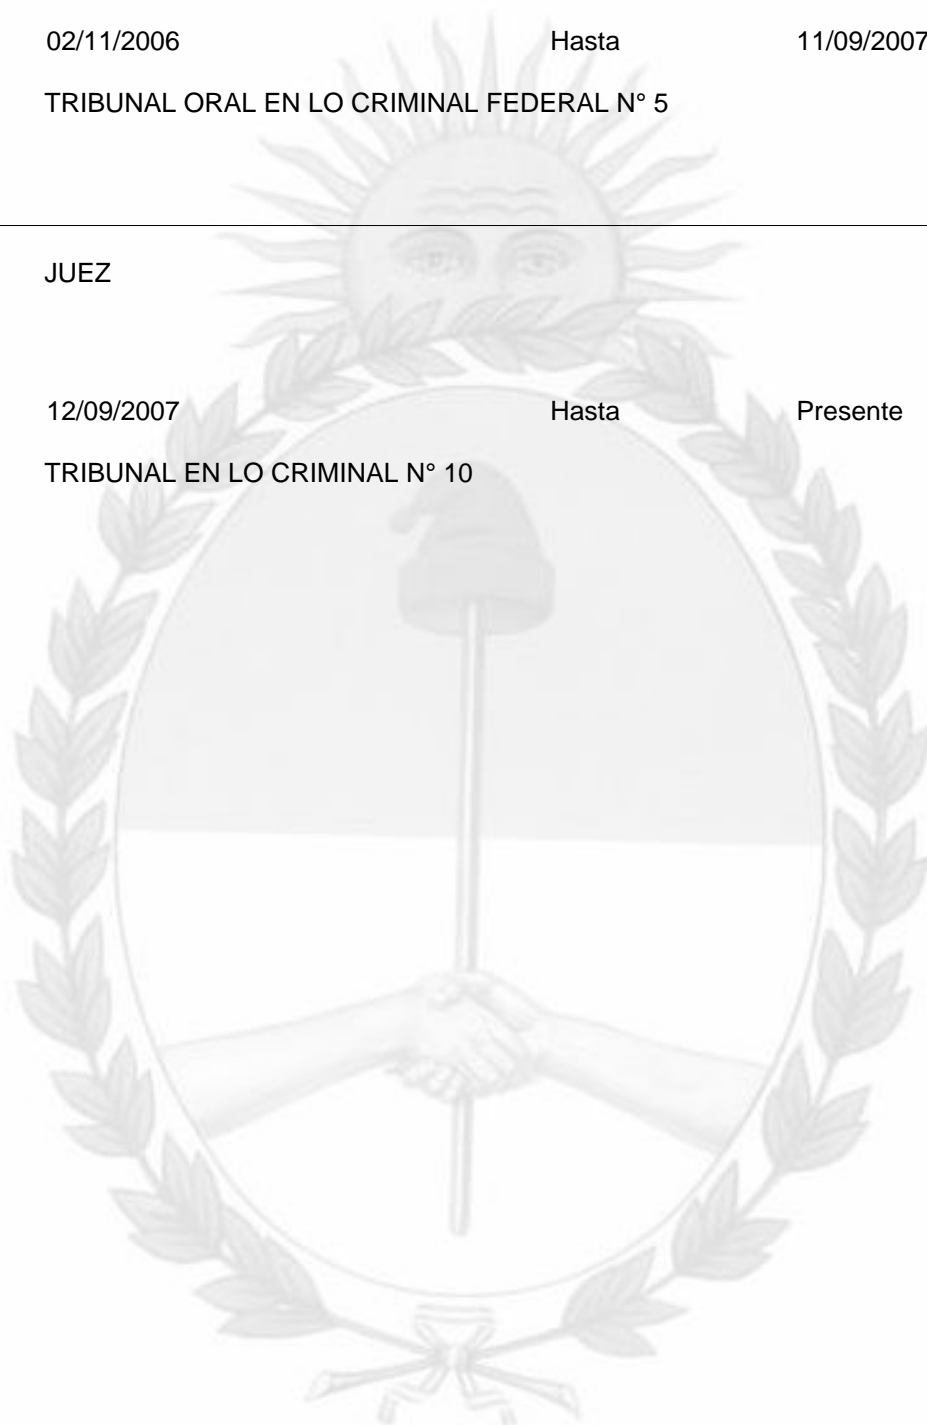 02/11/2006 Hasta 11/09/2007
TRIBUNAL ORAL EN LO CRIMINAL FEDERAL N° 5
JUEZ
12/09/2007 Hasta Presente
TRIBUNAL EN LO CRIMINAL N° 10